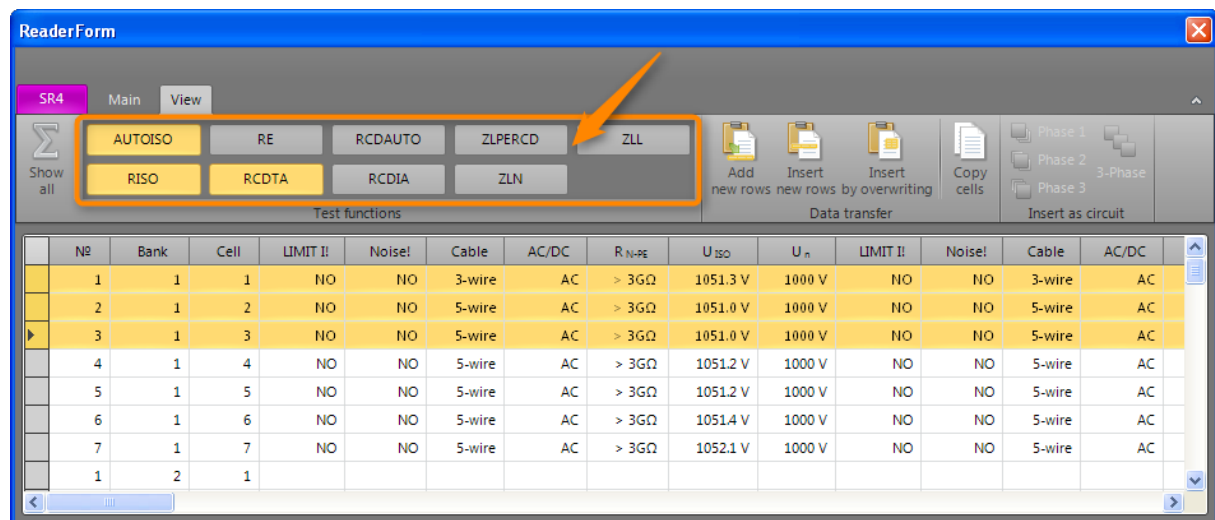 ReaderForm
SR4 Main View
AUTOISO RE RCDAUTO ZLPERCD ZLL
RISO RCDTA RCDIA ZLN
Show all
Test functions
Add new rows
Insert new rows
Insert by overwriting
Copy cells
Data transfer
Phase 1
Phase 2
Phase 3
3-Phase
Insert as circuit
Nº Bank Cell LIMIT I! Noise! Cable AC/DC R N-PE U ISO U n LIMIT I! Noise! Cable AC/DC
1 1 1 NO NO 3-wire AC > 3GΩ 1051.3 V 1000 V NO NO 3-wire AC
2 1 2 NO NO 5-wire AC > 3GΩ 1051.0 V 1000 V NO NO 5-wire AC
3 1 3 NO NO 5-wire AC > 3GΩ 1051.0 V 1000 V NO NO 5-wire AC
4 1 4 NO NO 5-wire AC > 3GΩ 1051.2 V 1000 V NO NO 5-wire AC
5 1 5 NO NO 5-wire AC > 3GΩ 1051.2 V 1000 V NO NO 5-wire AC
6 1 6 NO NO 5-wire AC > 3GΩ 1051.4 V 1000 V NO NO 5-wire AC
7 1 7 NO NO 5-wire AC > 3GΩ 1052.1 V 1000 V NO NO 5-wire AC
1 2 1